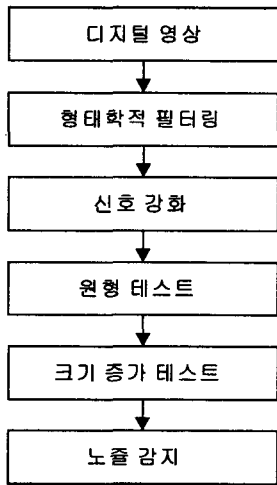 디지털 영상
형태학적 필터링
신호 강화
원형 테스트
크기 증가 테스트
노쥴 감지